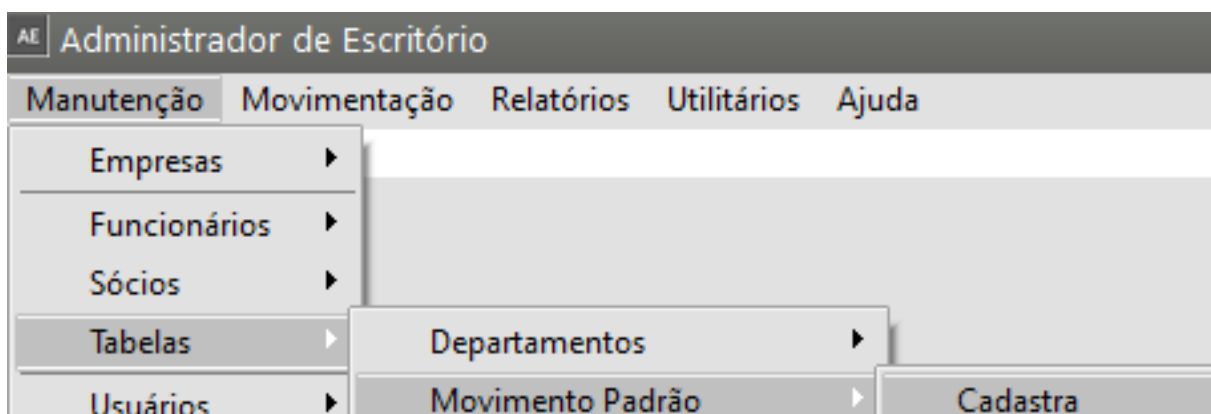 AE Administrador de Escritório
Manutenção Movimentação Relatórios Utilitários Ajuda
Empresas
Funcionários
Sócios
Tabelas Departamentos
Usuários Movimento Padrão Cadastra